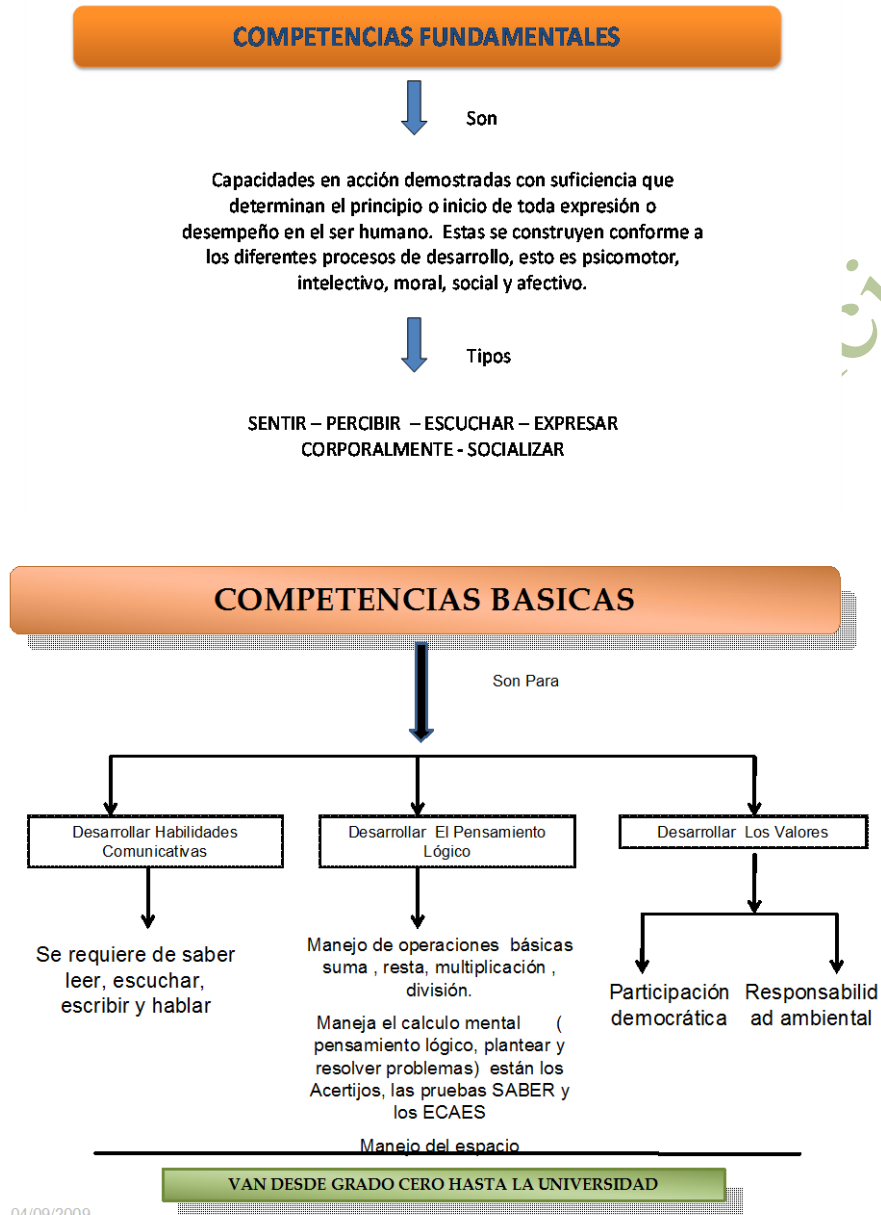 COMPETENCIAS FUNDAMENTALES
Son
Capacidades en acción demostradas con suficiencia que
determinan el principio o inicio de toda expresión o
desempeño en el ser humano. Estas se construyen conforme a
los diferentes procesos de desarrollo, esto es psicomotor,
intelectivo, moral, social y afectivo.
Tipos
SENTIR – PERCIBIR – ESCUCHAR – EXPRESAR
CORPORALMENTE - SOCIALIZAR
COMPETENCIAS BASICAS
Son Para
Desarrollar Habilidades
Comunicativas
Se requiere de saber
leer, escuchar,
escribir y hablar
Desarrollar El Pensamiento
Lógico
Manejo de operaciones básicas
suma , resta, multiplicación ,
división.
Maneja el calculo mental (
pensamiento lógico, plantear y
resolver problemas) están los
Acertijos, las pruebas SABER y
los ECAES
Manejo del espacio
Desarrollar Los Valores
Participación
democrática
Responsabilid
ad ambiental
VAN DESDE GRADO CERO HASTA LA UNIVERSIDAD
04/09/2009